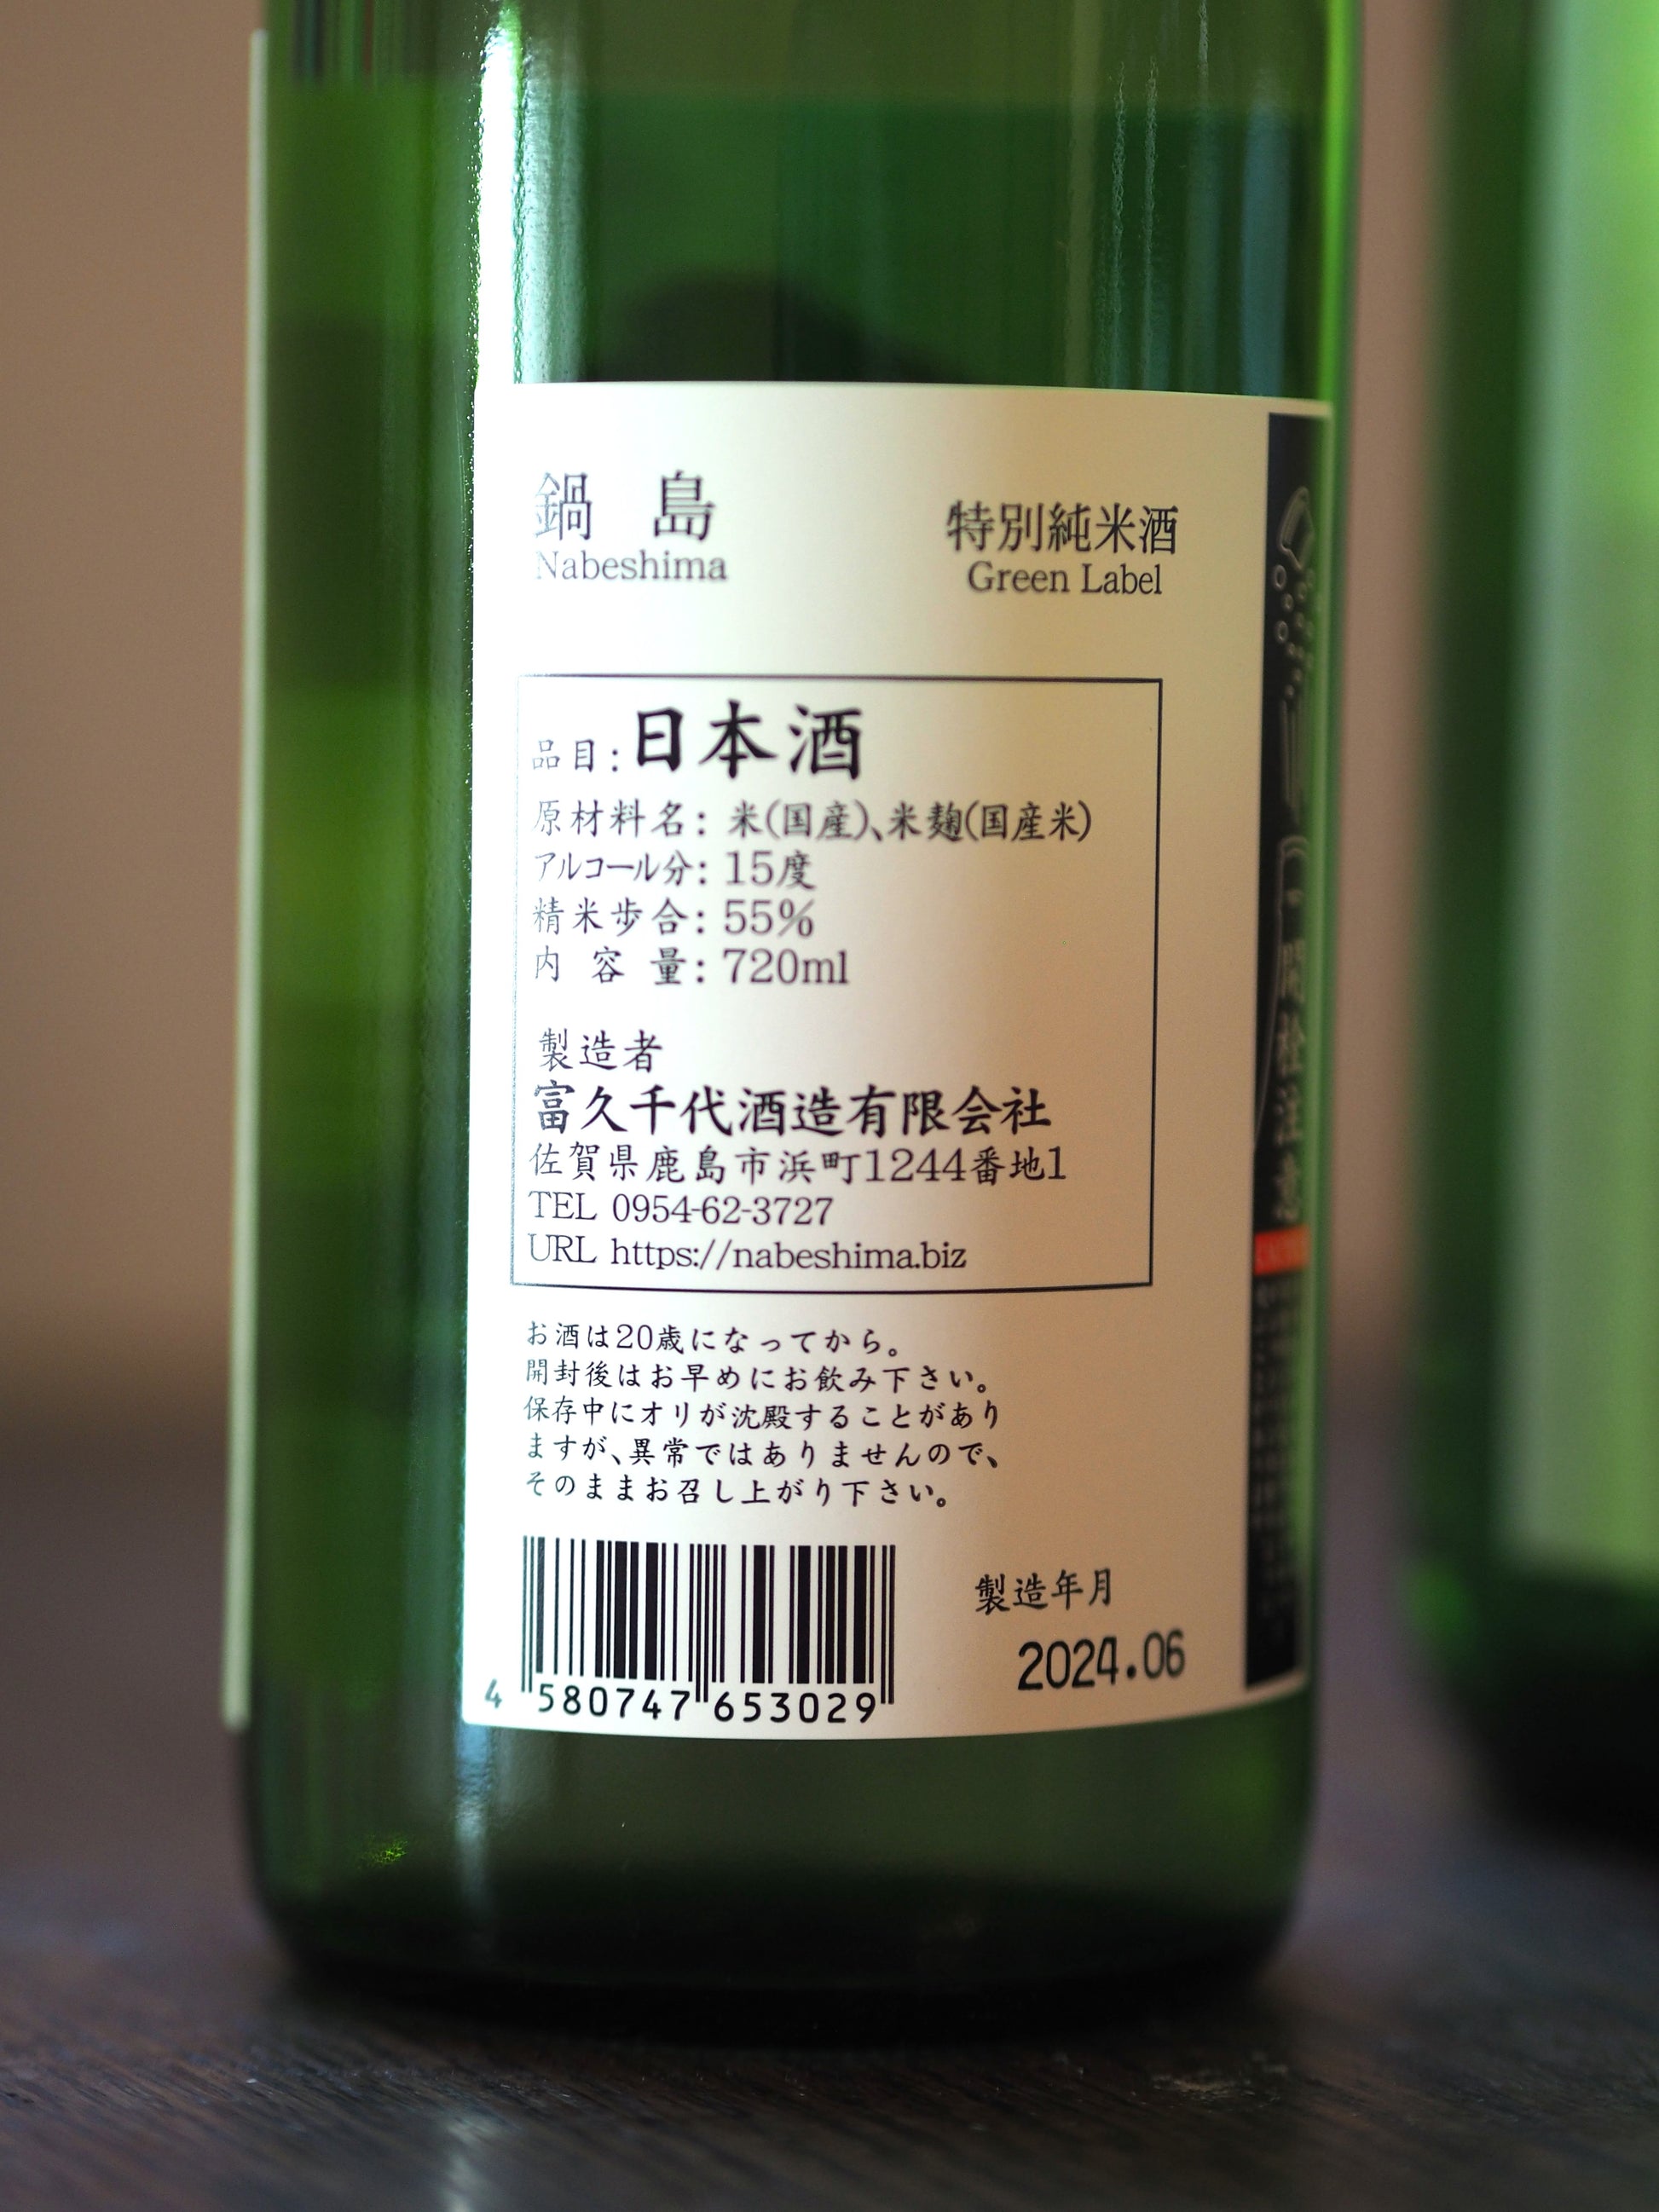 鍋島
Nabeshima
特別純米酒
Green Label
品目:日本酒
原材料名: 米(国産)、米麹(国産米)
アルコール分: 15度
精米歩合: 55%
内容量: 720ml
製造者
富久千代酒造有限会社
佐賀県鹿島市浜町1244番地1
TEL 0954-62-3727
URL https://nabeshima.biz
お酒は20歳になってから。
開封後はお早めにお飲み下さい。
保存中にオリが沈殿することがあり
ますが、異常ではありませんので、
そのままお召し上がり下さい。
4 580747 653029
製造年月
2024.06
開栓注意